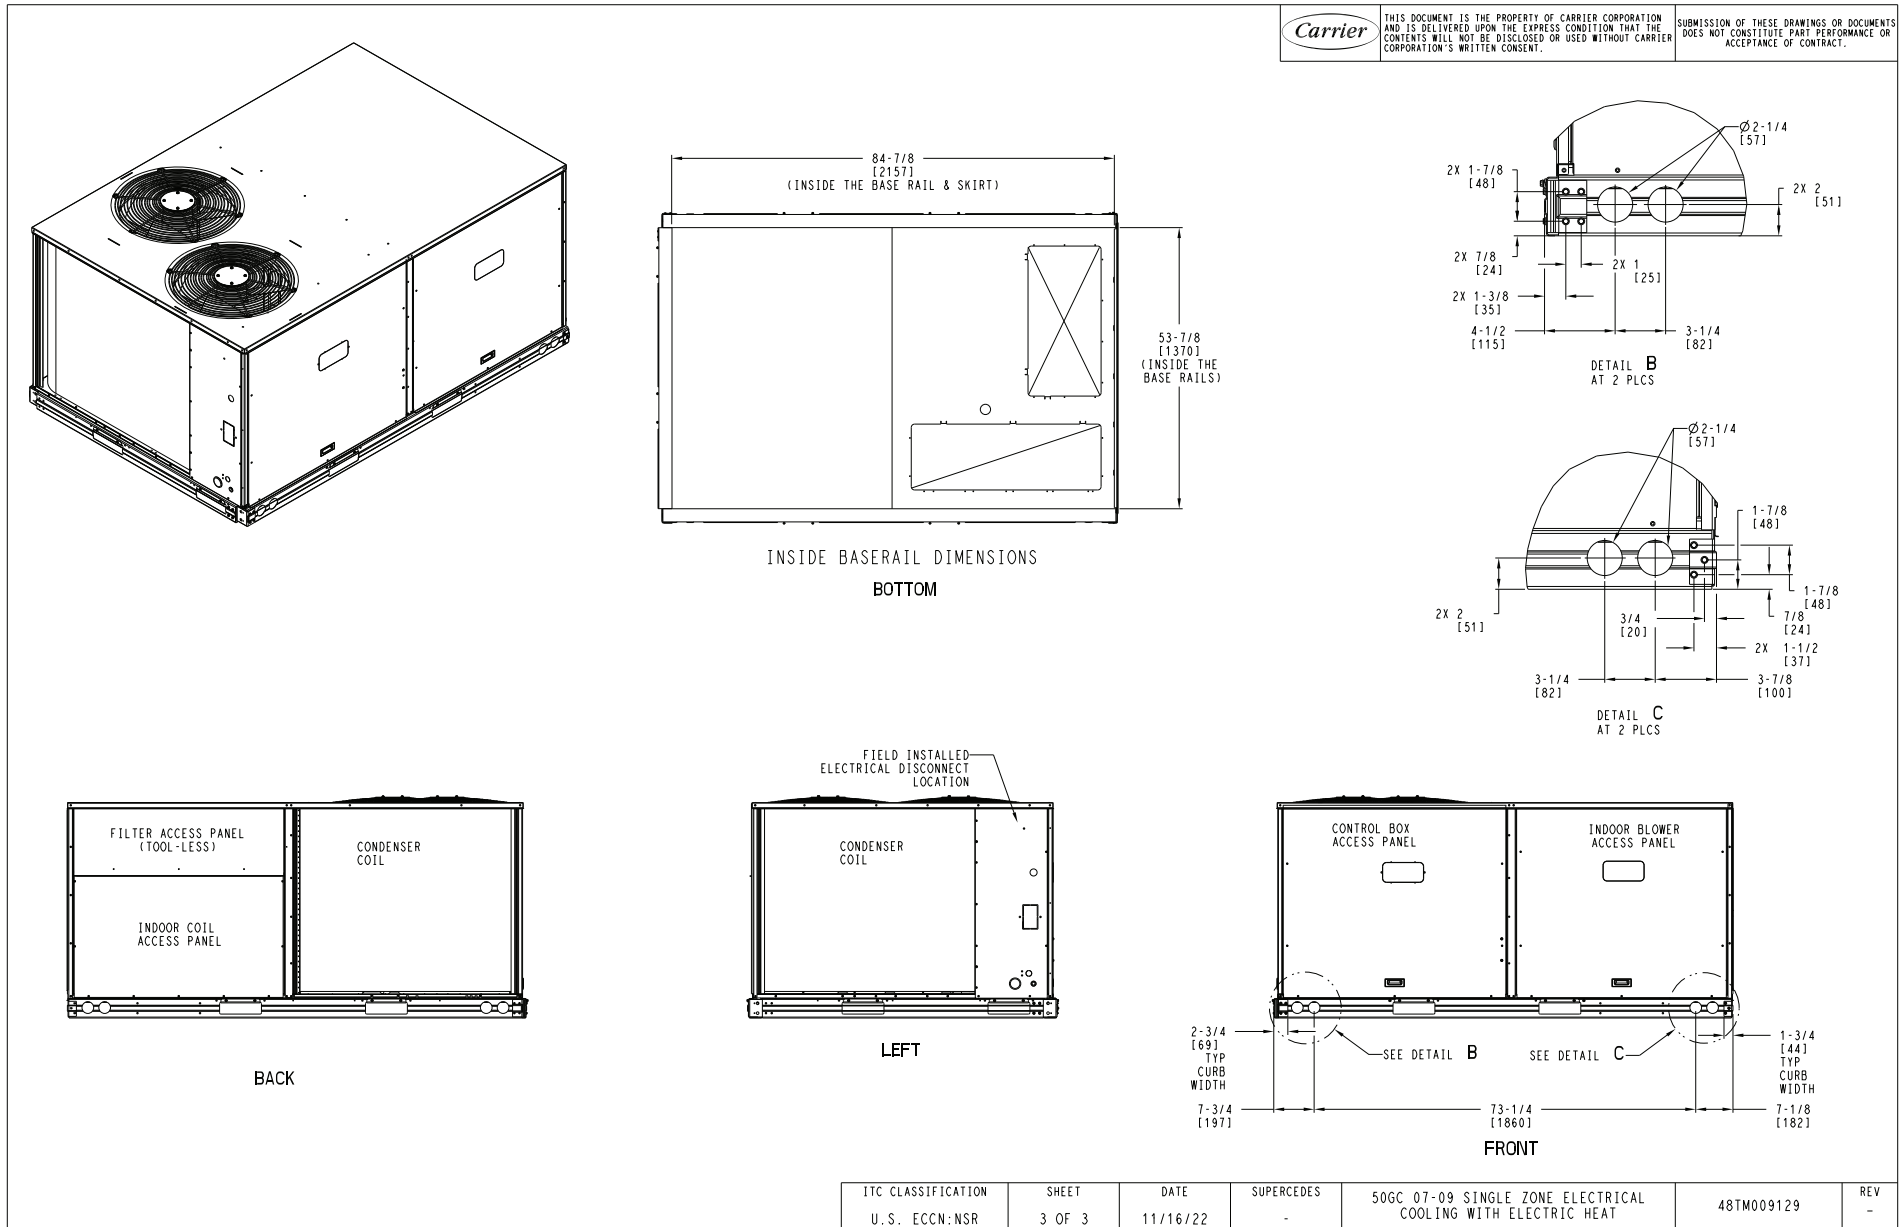 Carrier
THIS DOCUMENT IS THE PROPERTY OF CARRIER CORPORATION
AND IS DELIVERED UPON THE EXPRESS CONDITION THAT THE
CONTENTS WILL NOT BE DISCLOSED OR USED WITHOUT CARRIER
CORPORATION'S WRITTEN CONSENT.
SUBMISSION OF THESE DRAWINGS OR DOCUMENTS
DOES NOT CONSTITUTE PART PERFORMANCE OR
ACCEPTANCE OF CONTRACT.
84-7/8
[2157]
(INSIDE THE BASE RAIL & SKIRT)
53-7/8
[1370]
(INSIDE THE
BASE RAILS)
INSIDE BASERAIL DIMENSIONS
BOTTOM
Ø2-1/4
[57]
2X 1-7/8
[48]
2X 2
[51]
2X 7/8
[24]
2X 1
[25]
2X 1-3/8
[35]
4-1/2
[115]
3-1/4
[82]
DETAIL B
AT 2 PLCS
Ø2-1/4
[57]
1-7/8
[48]
1-7/8
[48]
2X 2
[51]
3/4
[20]
7/8
[24]
2X 1-1/2
[37]
3-1/4
[82]
3-7/8
[100]
DETAIL C
AT 2 PLCS
FILTER ACCESS PANEL
(TOOL-LESS)
CONDENSER
COIL
INDOOR COIL
ACCESS PANEL
BACK
FIELD INSTALLED
ELECTRICAL DISCONNECT
LOCATION
CONDENSER
COIL
LEFT
CONTROL BOX
ACCESS PANEL
INDOOR BLOWER
ACCESS PANEL
2-3/4
[69]
TYP
CURB
WIDTH
SEE DETAIL B
SEE DETAIL C
1-3/4
[44]
TYP
CURB
WIDTH
7-3/4
[197]
73-1/4
[1860]
7-1/8
[182]
FRONT
ITC CLASSIFICATION
U.S. ECCN:NSR
SHEET
3 OF 3
DATE
11/16/22
SUPERCEDES
-
50GC 07-09 SINGLE ZONE ELECTRICAL
COOLING WITH ELECTRIC HEAT
48TM009129
REV
-